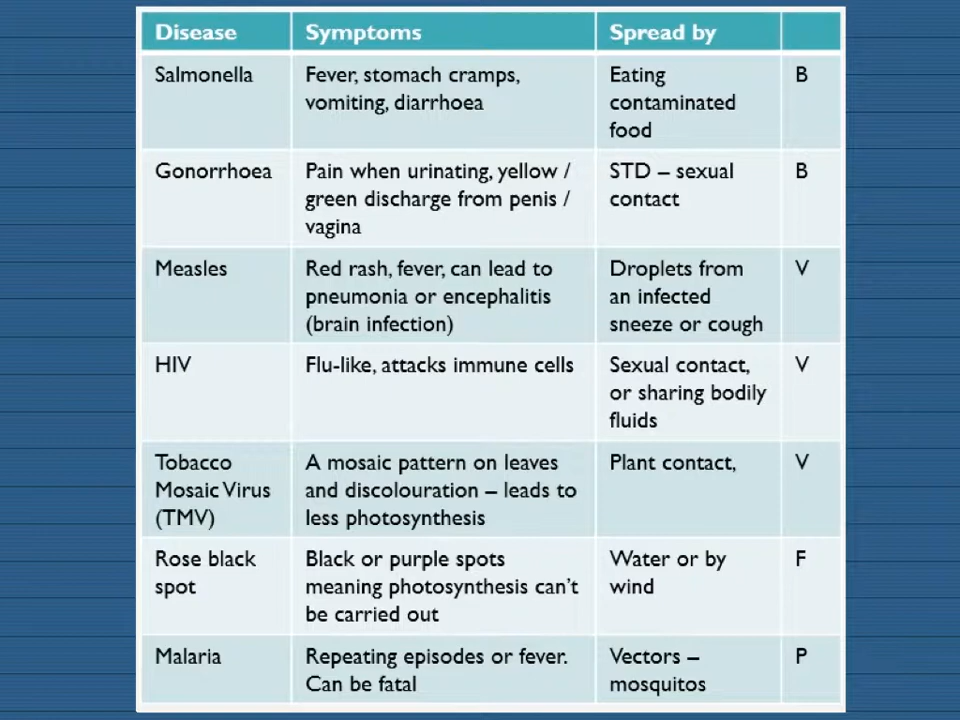 Disease Symptoms Spread by
Salmonella Fever, stomach cramps, Eating B
vomiting, diarrhoea contaminated
food
Gonorrhoea Pain when urinating, yellow / STD – sexual B
green discharge from penis / contact
vagina
Measles Red rash, fever, can lead to Droplets from V
pneumonia or encephalitis an infected
(brain infection) sneeze or cough
HIV Flu-like, attacks immune cells Sexual contact, V
or sharing bodily
fluids
Tobacco A mosaic pattern on leaves Plant contact, V
Mosaic Virus and discolouration – leads to
(TMV) less photosynthesis
Rose black Black or purple spots Water or by F
spot meaning photosynthesis can't wind
be carried out
Malaria Repeating episodes or fever. Vectors – P
Can be fatal mosquitos